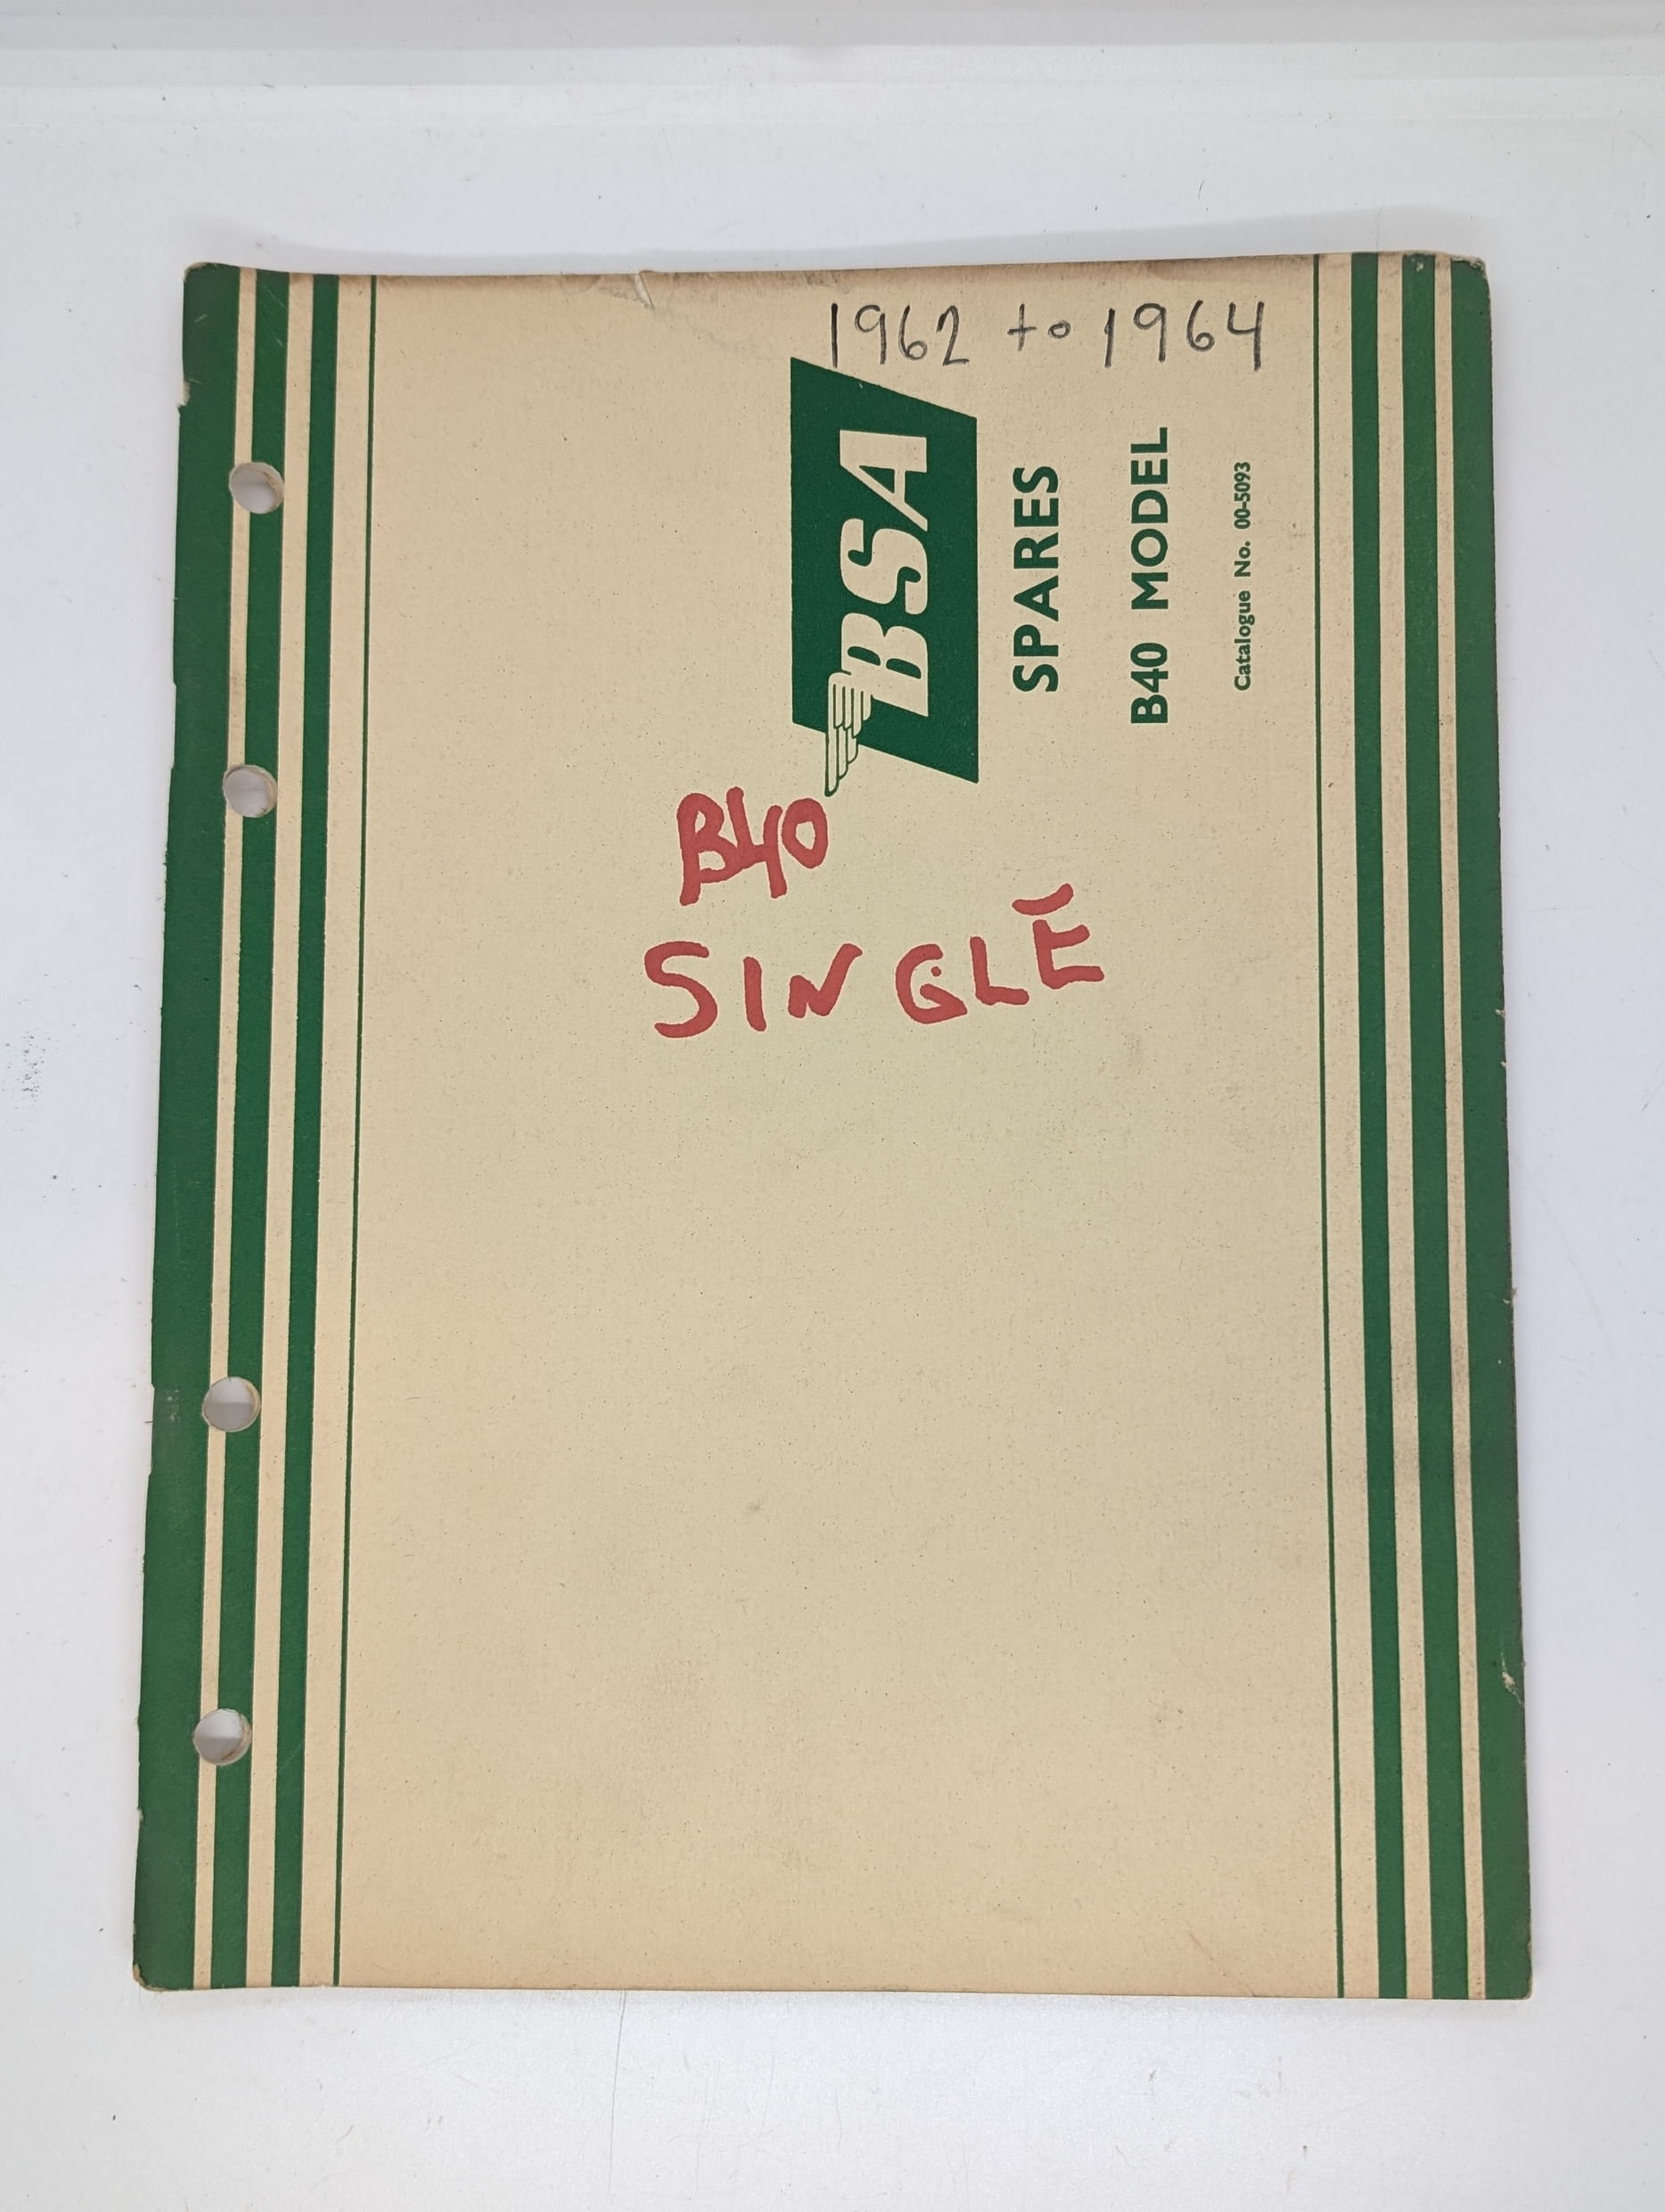 1962 to 1964
BSA
SPARES
B40 MODEL
Catalogue No. 00-5093
B40
SINGLE